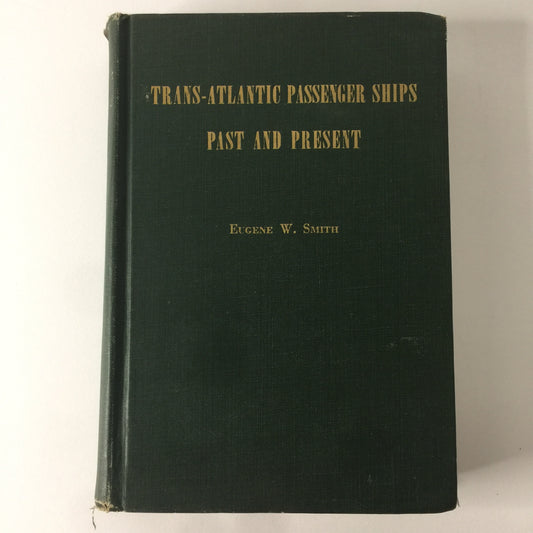 TRANS-ATLANTIC PASSENGER SHIPS
PAST AND PRESENT
EUGENE W. SMITH